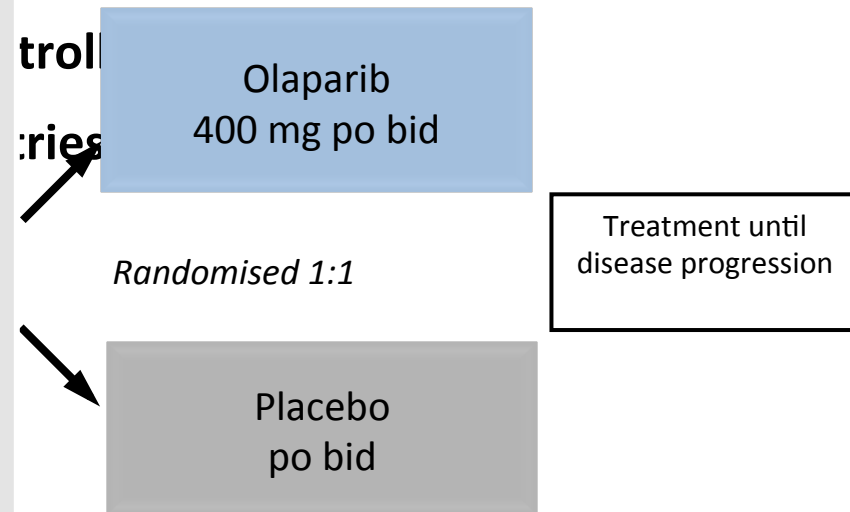 Olaparib
400 mg po bid
Treatment until
disease progression
Randomised 1:1
Placebo
po bid